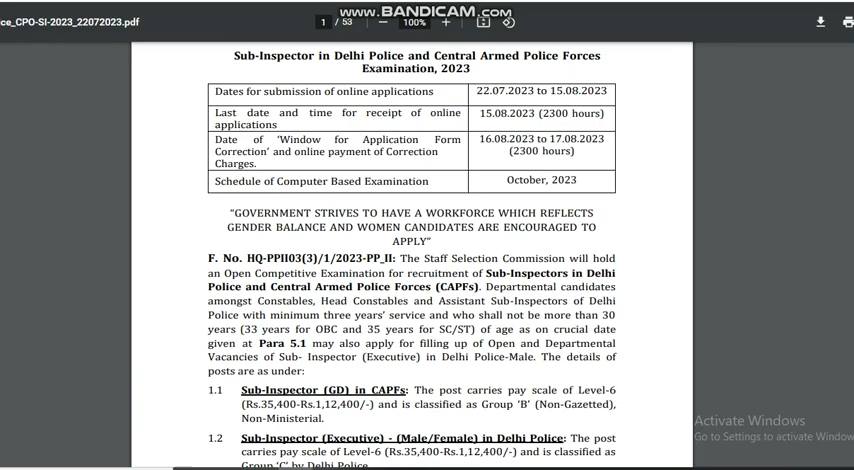 www.BANDICAM.com
ce_CPO-SI-2023_22072023.pdf
1 / 53 − 100% +
Sub-Inspector in Delhi Police and Central Armed Police Forces
Examination, 2023
Dates for submission of online applications 22.07.2023 to 15.08.2023
Last date and time for receipt of online 15.08.2023 (2300 hours)
applications
Date of ‘Window for Application Form 16.08.2023 to 17.08.2023
Correction’ and online payment of Correction (2300 hours)
Charges.
Schedule of Computer Based Examination October, 2023
“GOVERNMENT STRIVES TO HAVE A WORKFORCE WHICH REFLECTS
GENDER BALANCE AND WOMEN CANDIDATES ARE ENCOURAGED TO
APPLY”
F. No. HQ-PPII03(3)/1/2023-PP_II: The Staff Selection Commission will hold
an Open Competitive Examination for recruitment of Sub-Inspectors in Delhi
Police and Central Armed Police Forces (CAPFs). Departmental candidates
amongst Constables, Head Constables and Assistant Sub-Inspectors of Delhi
Police with minimum three years’ service and who shall not be more than 30
years (33 years for OBC and 35 years for SC/ST) of age as on crucial date
given at Para 5.1 may also apply for filling up of Open and Departmental
Vacancies of Sub- Inspector (Executive) in Delhi Police-Male. The details of
posts are as under:
1.1 Sub-Inspector (GD) in CAPFs: The post carries pay scale of Level-6
(Rs.35,400-Rs.1,12,400/-) and is classified as Group ‘B’ (Non-Gazetted),
Non-Ministerial.
1.2 Sub-Inspector (Executive) - (Male/Female) in Delhi Police: The post
carries pay scale of Level-6 (Rs.35,400-Rs.1,12,400/-) and is classified as
Group ‘C’ by Delhi Police.
Activate Windows
Go to Settings to activate Window